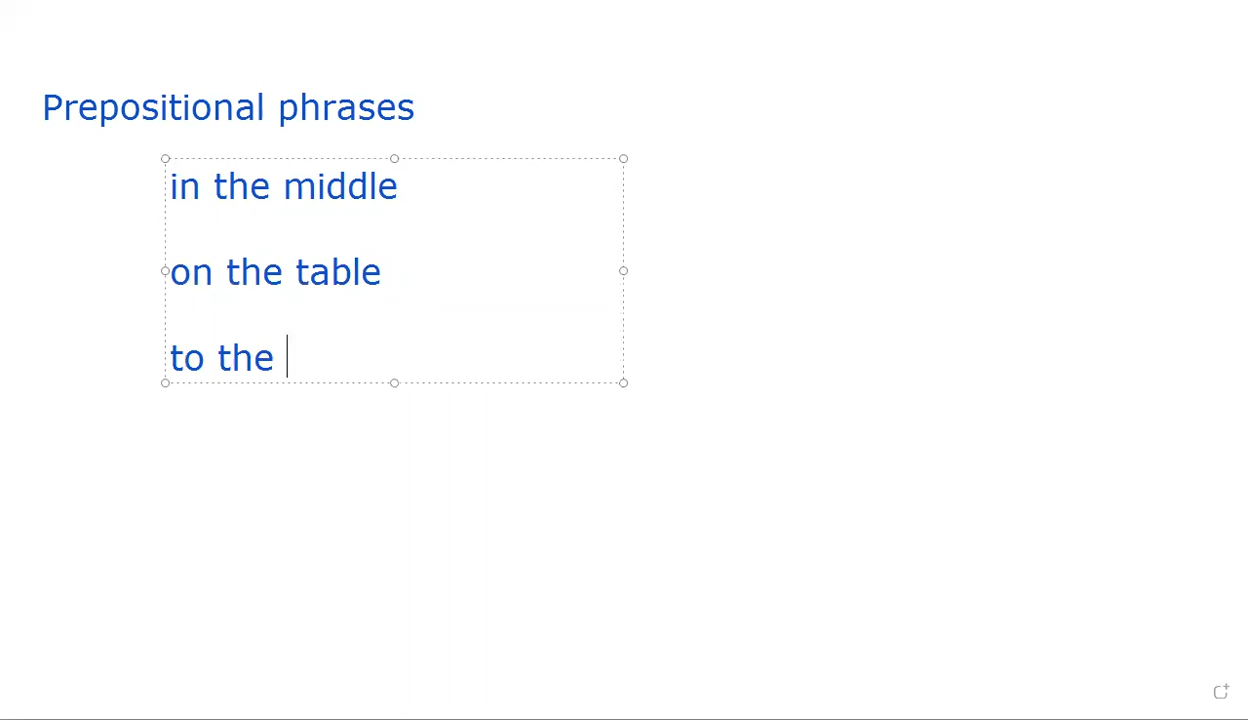 Prepositional phrases
in the middle
on the table
to the